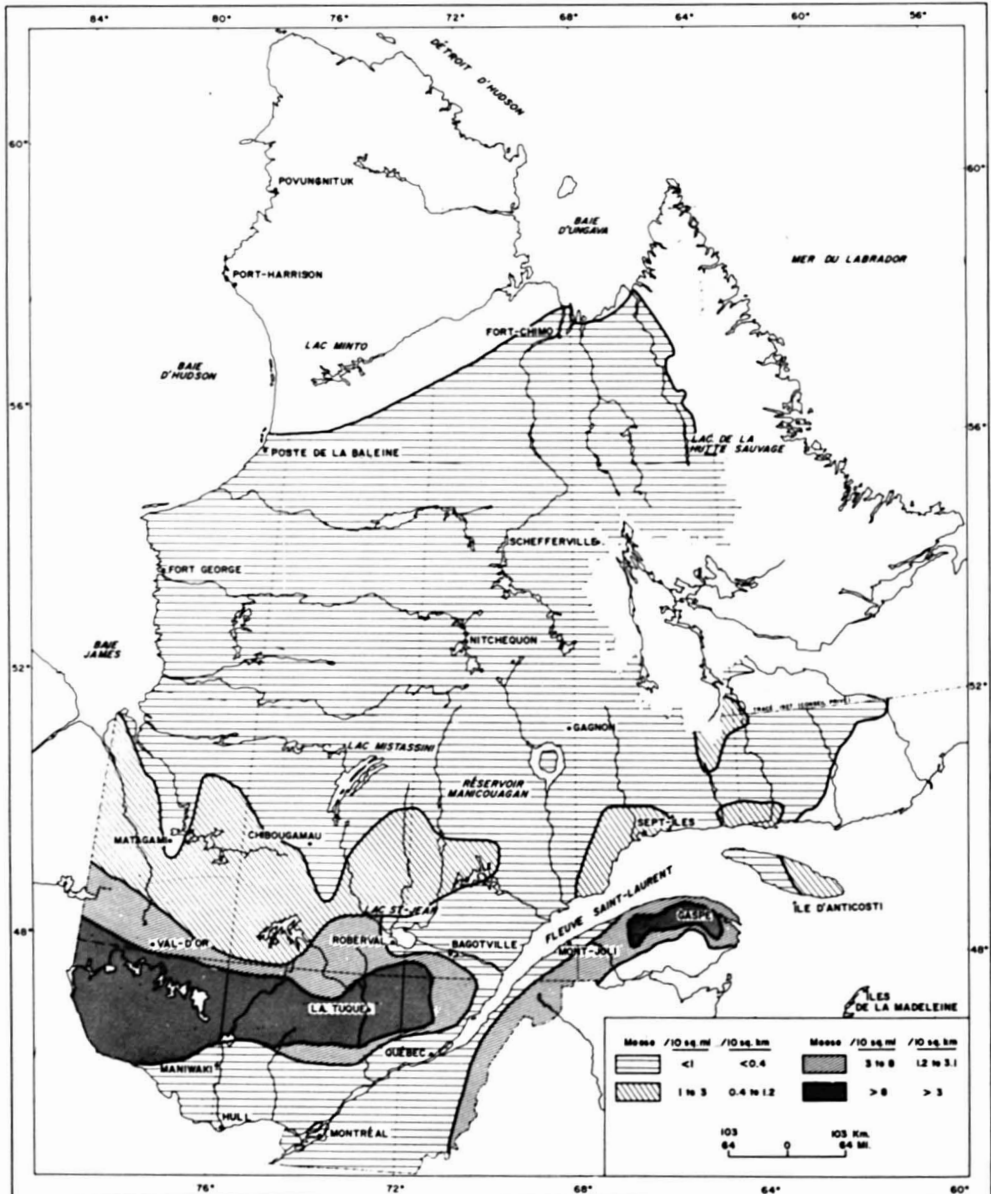 84° 80° 76° 72° 68° 64° 60° 56°
DÉTROIT D'HUDSON
60°
60°
POVUNGNITUK
BAIE
D'UNGAVA
MER DU LABRADOR
PORT-HARRISON
FORT-CHIMO
LAC MINTO
BAIE
D'HUDSON
56°
56°
LAC DE LA
HUTTE SAUVAGE
POSTE DE LA BALEINE
SCHEFFERVILLE
FORT GEORGE
NITCHEQUON
BAIE
JAMES
52°
52°
TRACÉ 1927 (CONSEIL PRIVÉ)
GAGNON
LAC MISTASSINI
RÉSERVOIR
MANICOUAGAN
SEPT-ÎLES
MATAGAMI
CHIBOUGAMAU
FLEUVE SAINT-LAURENT
ÎLE D'ANTICOSTI
LAC ST-JEAN
GASPÉ
48°
48°
VAL-D'OR
ROBERVAL
BAGOTVILLE
MONT-JOLI
ÎLES
DE LA MADELEINE
LA TUQUE
QUÉBEC
MANIWAKI
HULL
MONTRÉAL
Moose /10 sq. mi /10 sq. km Moose /10 sq. mi /10 sq. km
<1 <0.4 3 to 8 1.2 to 3.1
1 to 3 0.4 to 1.2 >8 >3
103 103 Km.
64 0 64 Mi.
76° 72° 68° 64° 60°